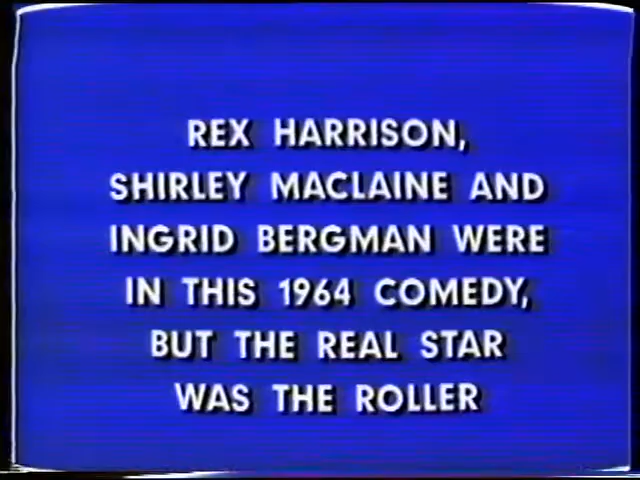 REX HARRISON,
SHIRLEY MACLAINE AND
INGRID BERGMAN WERE
IN THIS 1964 COMEDY,
BUT THE REAL STAR
WAS THE ROLLER